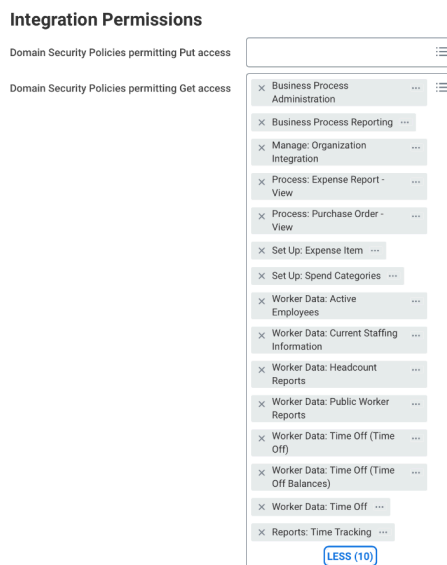 Integration Permissions
Domain Security Policies permitting Put access
Domain Security Policies permitting Get access
Business Process
Administration
Business Process Reporting
Manage: Organization
Integration
Process: Expense Report -
View
Process: Purchase Order -
View
Set Up: Expense Item
Set Up: Spend Categories
Worker Data: Active
Employees
Worker Data: Current Staffing
Information
Worker Data: Headcount
Reports
Worker Data: Public Worker
Reports
Worker Data: Time Off (Time
Off)
Worker Data: Time Off (Time
Off Balances)
Worker Data: Time Off
Reports: Time Tracking
LESS (10)